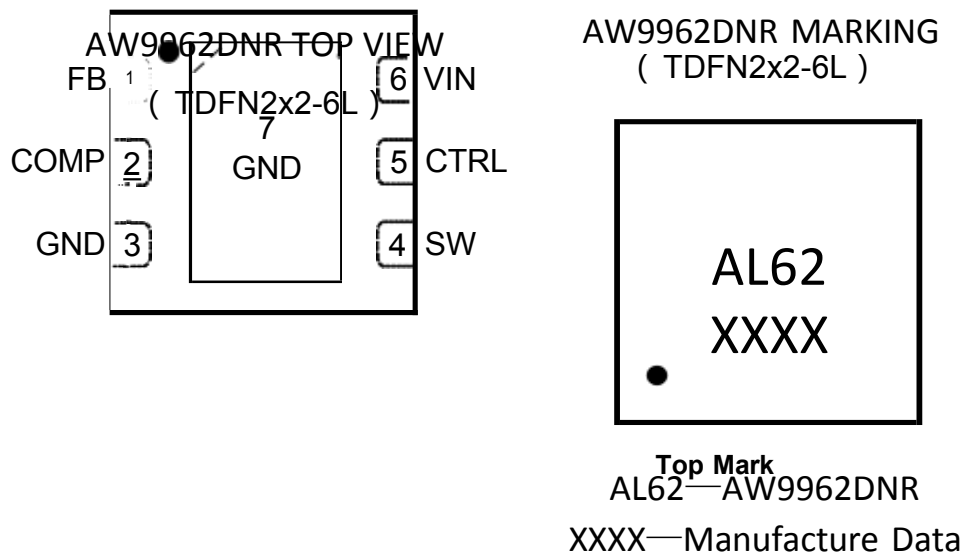 AW9962DNR TOP VIEW
( TDFN2x2-6L )
FB 1
6 VIN
7
GND
COMP 2
5 CTRL
GND 3
4 SW
AW9962DNR MARKING
( TDFN2x2-6L )
AL62
XXXX
Top Mark
AL62—AW9962DNR
XXXX—Manufacture Data